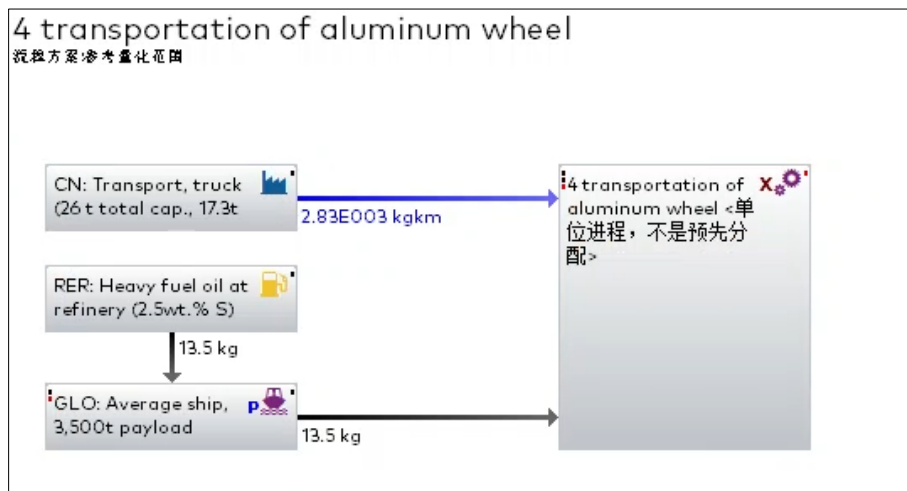 4 transportation of aluminum wheel
流程方案:参考量化范围
CN: Transport, truck
(26 t total cap., 17.3t
2.83E003 kgkm
4 transportation of
aluminum wheel <单
位进程，不是预先分
配>
X
RER: Heavy fuel oil at
refinery (2.5wt.% S)
13.5 kg
GLO: Average ship,
3,500t payload
p
13.5 kg